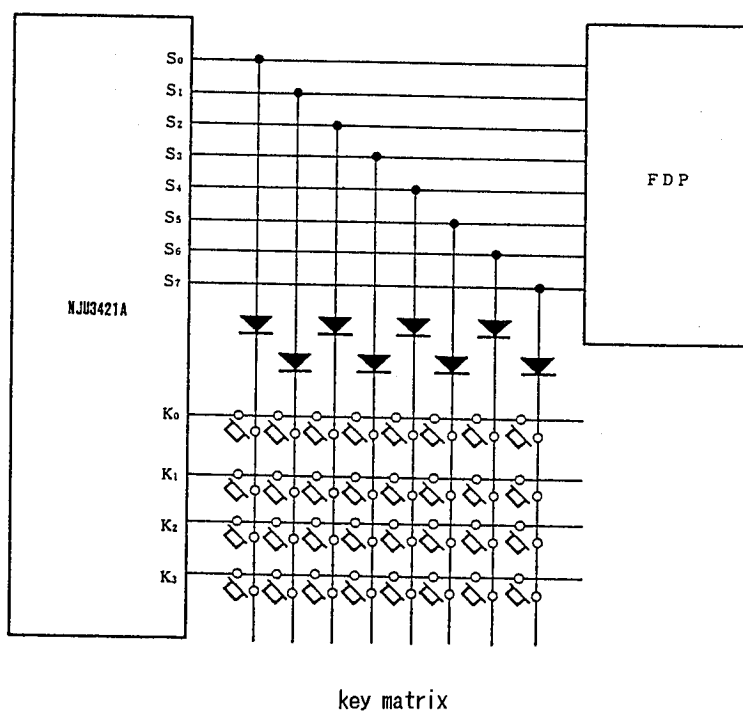 S0
S1
S2
S3
S4
S5
S6
S7
FDP
NJU3421A
K0
K1
K2
K3
key matrix